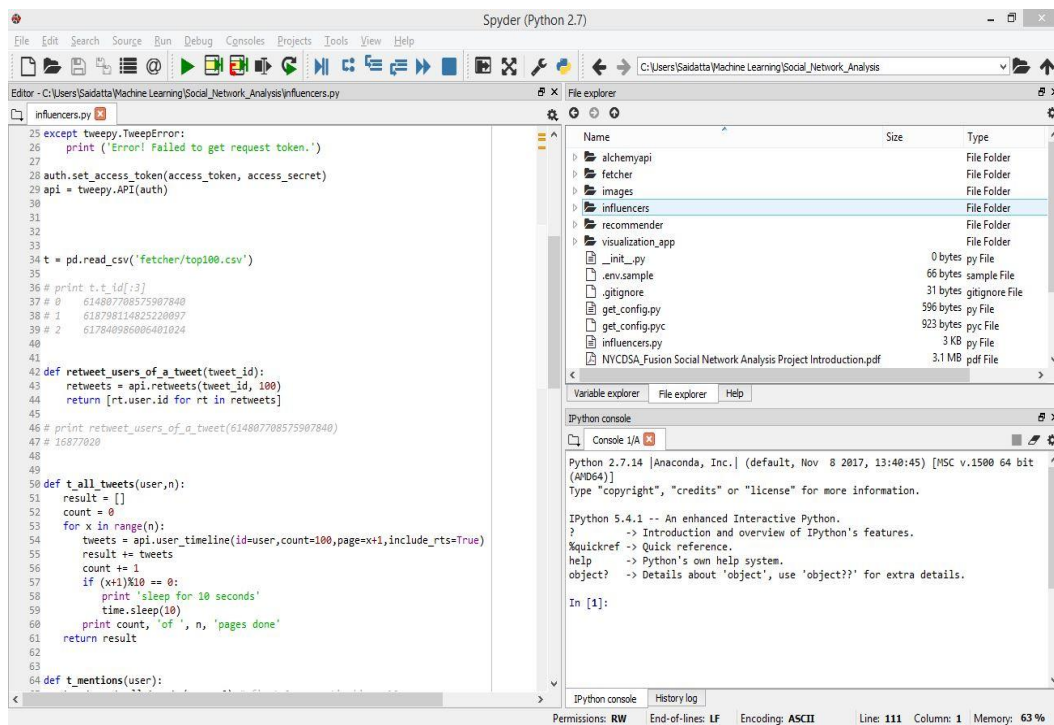 Spyder (Python 2.7)
File Edit Search Source Run Debug Consoles Projects Tools View Help
C:\Users\Saidatta\Machine Learning\Social_Network_Analysis
Editor - C:\Users\Saidatta\Machine Learning\Social_Network_Analysis\influencers.py
influencers.py
25 except tweepy.TweepError:
26     print ('Error! Failed to get request token.')
27
28 auth.set_access_token(access_token, access_secret)
29 api = tweepy.API(auth)
30
31
32
33
34 t = pd.read_csv('fetcher/top100.csv')
35
36 # print t.t_id[:3]
37 # 0    614807708575907840
38 # 1    618798114825220097
39 # 2    617840986006401024
40
41
42 def retweet_users_of_a_tweet(tweet_id):
43     retweets = api.retweets(tweet_id, 100)
44     return [rt.user.id for rt in retweets]
45
46 # print retweet_users_of_a_tweet(614807708575907840)
47 # 16877020
48
49
50 def t_all_tweets(user,n):
51     result = []
52     count = 0
53     for x in range(n):
54         tweets = api.user_timeline(id=user,count=100,page=x+1,include_rts=True)
55         result += tweets
56         count += 1
57         if (x+1)%10 == 0:
58             print 'sleep for 10 seconds'
59             time.sleep(10)
60         print count, 'of ', n, 'pages done'
61     return result
62
63
64 def t_mentions(user):
File explorer
Name Size Type
alchemyapi File Folder
fetcher File Folder
images File Folder
influencers File Folder
recommender File Folder
visualization_app File Folder
__init__.py 0 bytes py File
.env.sample 66 bytes sample File
.gitignore 31 bytes gitignore File
get_config.py 596 bytes py File
get_config.pyc 923 bytes pyc File
influencers.py 3 KB py File
NYCDSA_Fusion Social Network Analysis Project Introduction.pdf 3.1 MB pdf File
Variable explorer File explorer Help
IPython console
Console 1/A
Python 2.7.14 |Anaconda, Inc.| (default, Nov  8 2017, 13:40:45) [MSC v.1500 64 bit
(AMD64)]
Type "copyright", "credits" or "license" for more information.
IPython 5.4.1 -- An enhanced Interactive Python.
?         -> Introduction and overview of IPython's features.
%quickref -> Quick reference.
help      -> Python's own help system.
object?   -> Details about 'object', use 'object??' for extra details.
In [1]:
IPython console History log
Permissions: RW End-of-lines: LF Encoding: ASCII Line: 111 Column: 1 Memory: 63 %